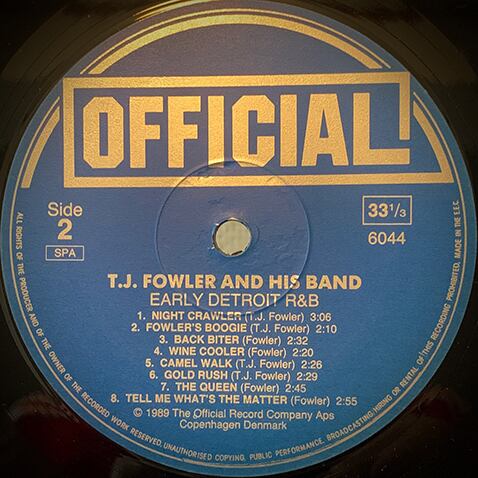 OFFICIAL
Side
2
SPA
33 1/3
6044
T.J. FOWLER AND HIS BAND
EARLY DETROIT R&B
1. NIGHT CRAWLER (T.J. Fowler) 3:06
2. FOWLER'S BOOGIE (T.J. Fowler) 2:10
3. BACK BITER (Fowler) 2:32
4. WINE COOLER (Fowler) 2:20
5. CAMEL WALK (T.J. Fowler) 2:26
6. GOLD RUSH (T.J. Fowler) 2:29
7. THE QUEEN (Fowler) 2:45
8. TELL ME WHAT'S THE MATTER (Fowler) 2:55
© 1989 The Official Record Company Aps
Copenhagen Denmark
ALL RIGHTS OF THE PRODUCER AND OF THE OWNER OF THE RECORDED WORK RESERVED. UNAUTHORISED COPYING, PUBLIC PERFORMANCE, BROADCASTING/HIRING OR RENTAL OF THIS RECORDING PROHIBITED. MADE IN THE E.E.C.